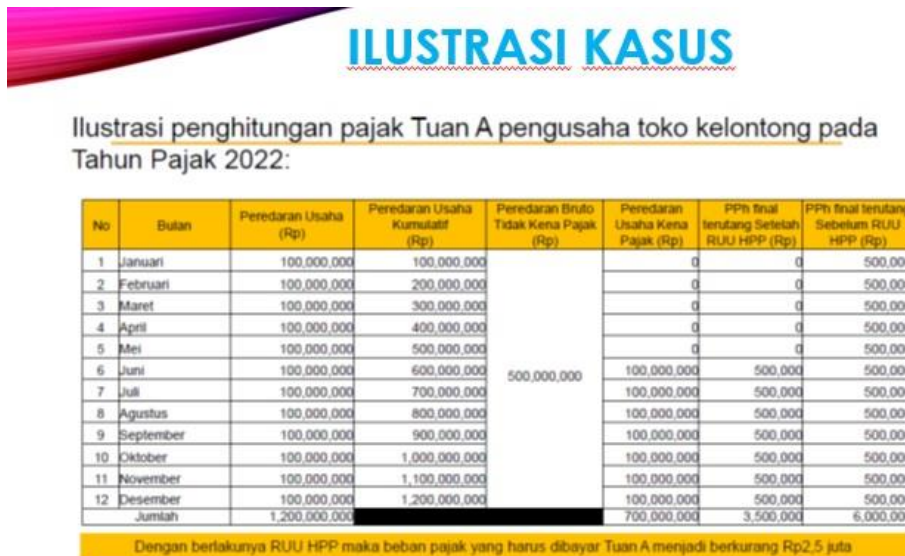 ILUSTRASI KASUS
Ilustrasi penghitungan pajak Tuan A pengusaha toko kelontong pada
Tahun Pajak 2022:
No Bulan Peredaran Usaha (Rp) Peredaran Usaha Kumulatif (Rp) Peredaran Bruto Tidak Kena Pajak (Rp) Peredaran Usaha Kena Pajak (Rp) PPh final terutang Setelah RUU HPP (Rp) PPh final terutang Sebelum RUU HPP (Rp)
1 Januari 100,000,000 100,000,000 0 0 500,00
2 Februari 100,000,000 200,000,000 0 0 500,00
3 Maret 100,000,000 300,000,000 0 0 500,00
4 April 100,000,000 400,000,000 0 0 500,00
5 Mei 100,000,000 500,000,000 0 0 500,00
6 Juni 100,000,000 600,000,000 500,000,000 100,000,000 500,000 500,00
7 Juli 100,000,000 700,000,000 100,000,000 500,000 500,00
8 Agustus 100,000,000 800,000,000 100,000,000 500,000 500,00
9 September 100,000,000 900,000,000 100,000,000 500,000 500,00
10 Oktober 100,000,000 1,000,000,000 100,000,000 500,000 500,00
11 November 100,000,000 1,100,000,000 100,000,000 500,000 500,00
12 Desember 100,000,000 1,200,000,000 100,000,000 500,000 500,00
Jumlah 1,200,000,000 700,000,000 3,500,000 6,000,00
Dengan berlakunya RUU HPP maka beban pajak yang harus dibayar Tuan A menjadi berkurang Rp2,5 juta